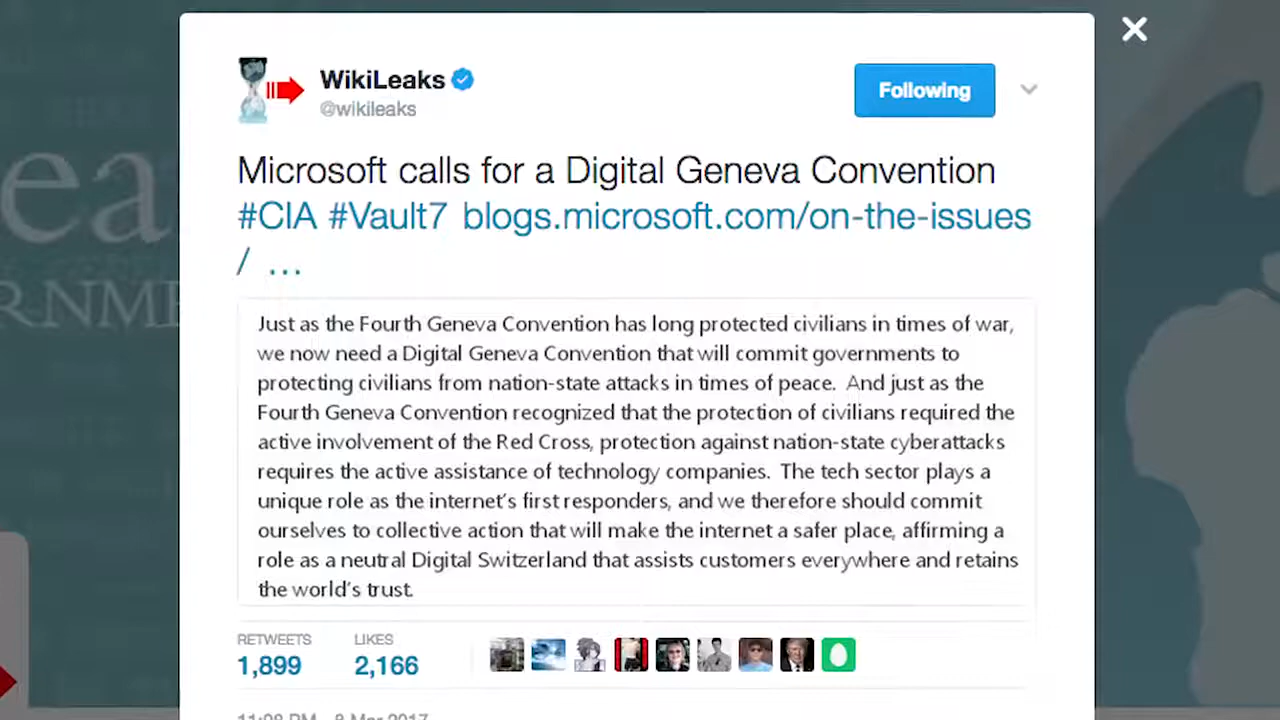 WikiLeaks
@wikileaks
Following
Microsoft calls for a Digital Geneva Convention
#CIA #Vault7 blogs.microsoft.com/on-the-issues
/ …
Just as the Fourth Geneva Convention has long protected civilians in times of war,
we now need a Digital Geneva Convention that will commit governments to
protecting civilians from nation-state attacks in times of peace. And just as the
Fourth Geneva Convention recognized that the protection of civilians required the
active involvement of the Red Cross, protection against nation-state cyberattacks
requires the active assistance of technology companies. The tech sector plays a
unique role as the internet's first responders, and we therefore should commit
ourselves to collective action that will make the internet a safer place, affirming a
role as a neutral Digital Switzerland that assists customers everywhere and retains
the world's trust.
RETWEETS LIKES
1,899 2,166